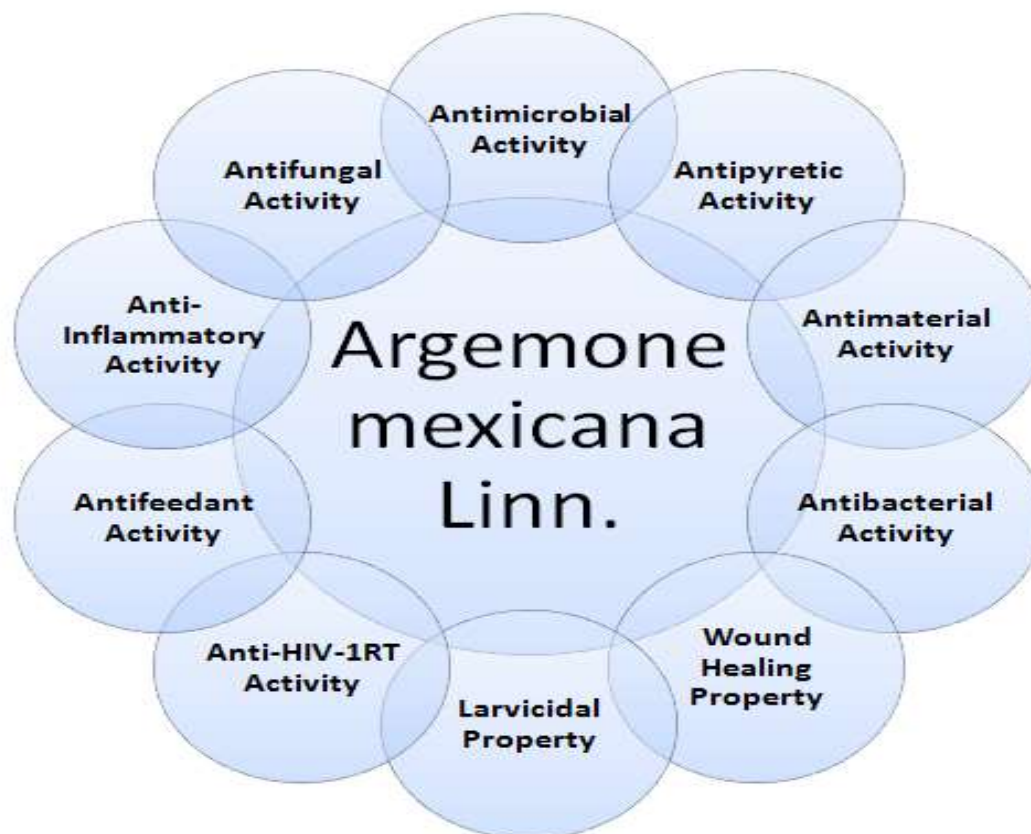 Antimicrobial
Activity
Antipyretic
Activity
Antimaterial
Activity
Antibacterial
Activity
Wound
Healing
Property
Larvicidal
Property
Anti-HIV-1RT
Activity
Antifeedant
Activity
Anti-
Inflammatory
Activity
Antifungal
Activity
Argemone
mexicana
Linn.